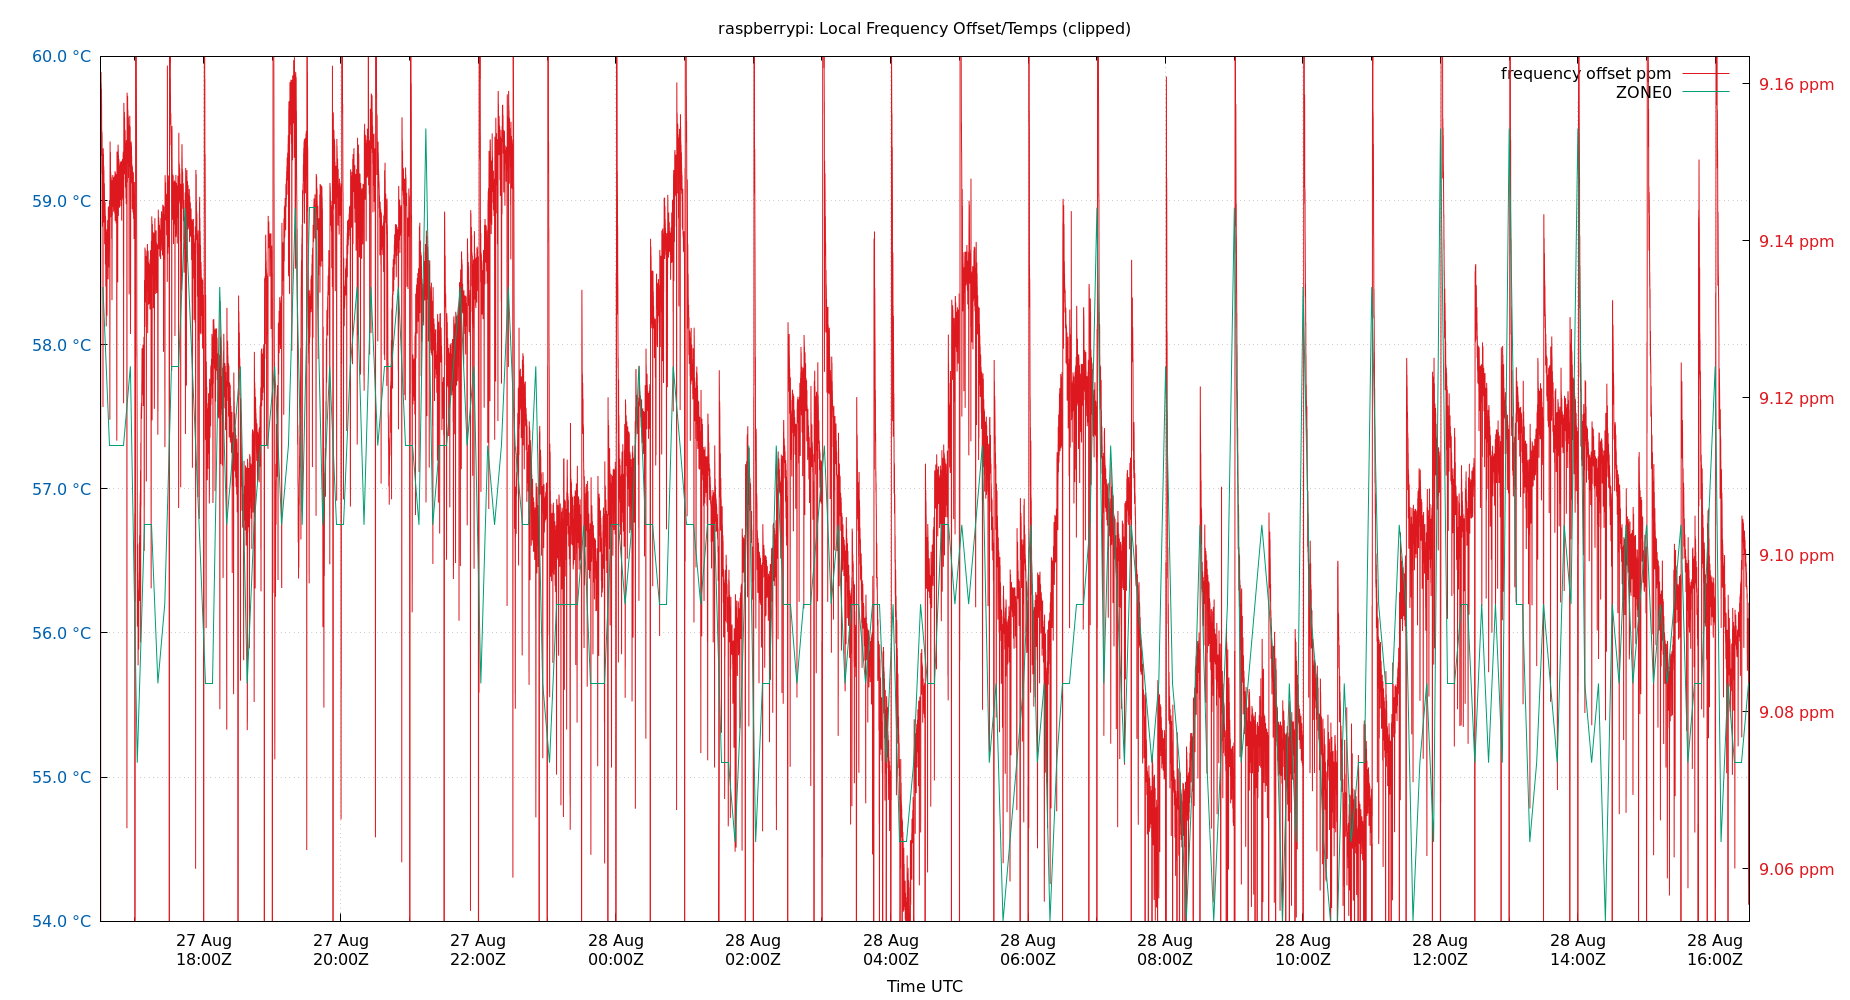 raspberrypi: Local Frequency Offset/Temps (clipped)
60.0 °C
59.0 °C
58.0 °C
57.0 °C
56.0 °C
55.0 °C
54.0 °C
frequency offset ppm
ZONE0
9.16 ppm
9.14 ppm
9.12 ppm
9.10 ppm
9.08 ppm
9.06 ppm
27 Aug 27 Aug 27 Aug 28 Aug 28 Aug 28 Aug 28 Aug 28 Aug 28 Aug 28 Aug 28 Aug 28 Aug
18:00Z 20:00Z 22:00Z 00:00Z 02:00Z 04:00Z 06:00Z 08:00Z 10:00Z 12:00Z 14:00Z 16:00Z
Time UTC